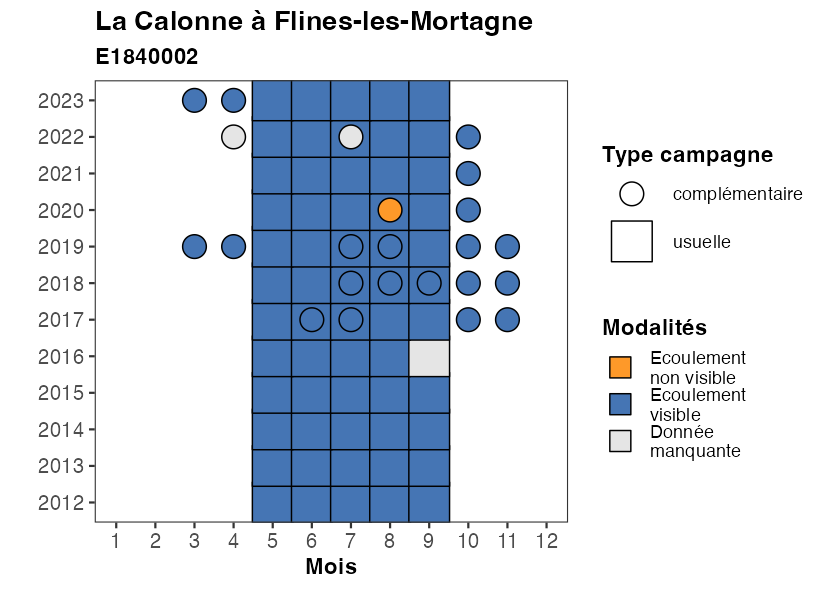 La Calonne à Flines-les-Mortagne
E1840002
2023
2022
2021
2020
2019
2018
2017
2016
2015
2014
2013
2012
1 2 3 4 5 6 7 8 9 10 11 12
Mois
Type campagne
complémentaire
usuelle
Modalités
Ecoulement
non visible
Ecoulement
visible
Donnée
manquante